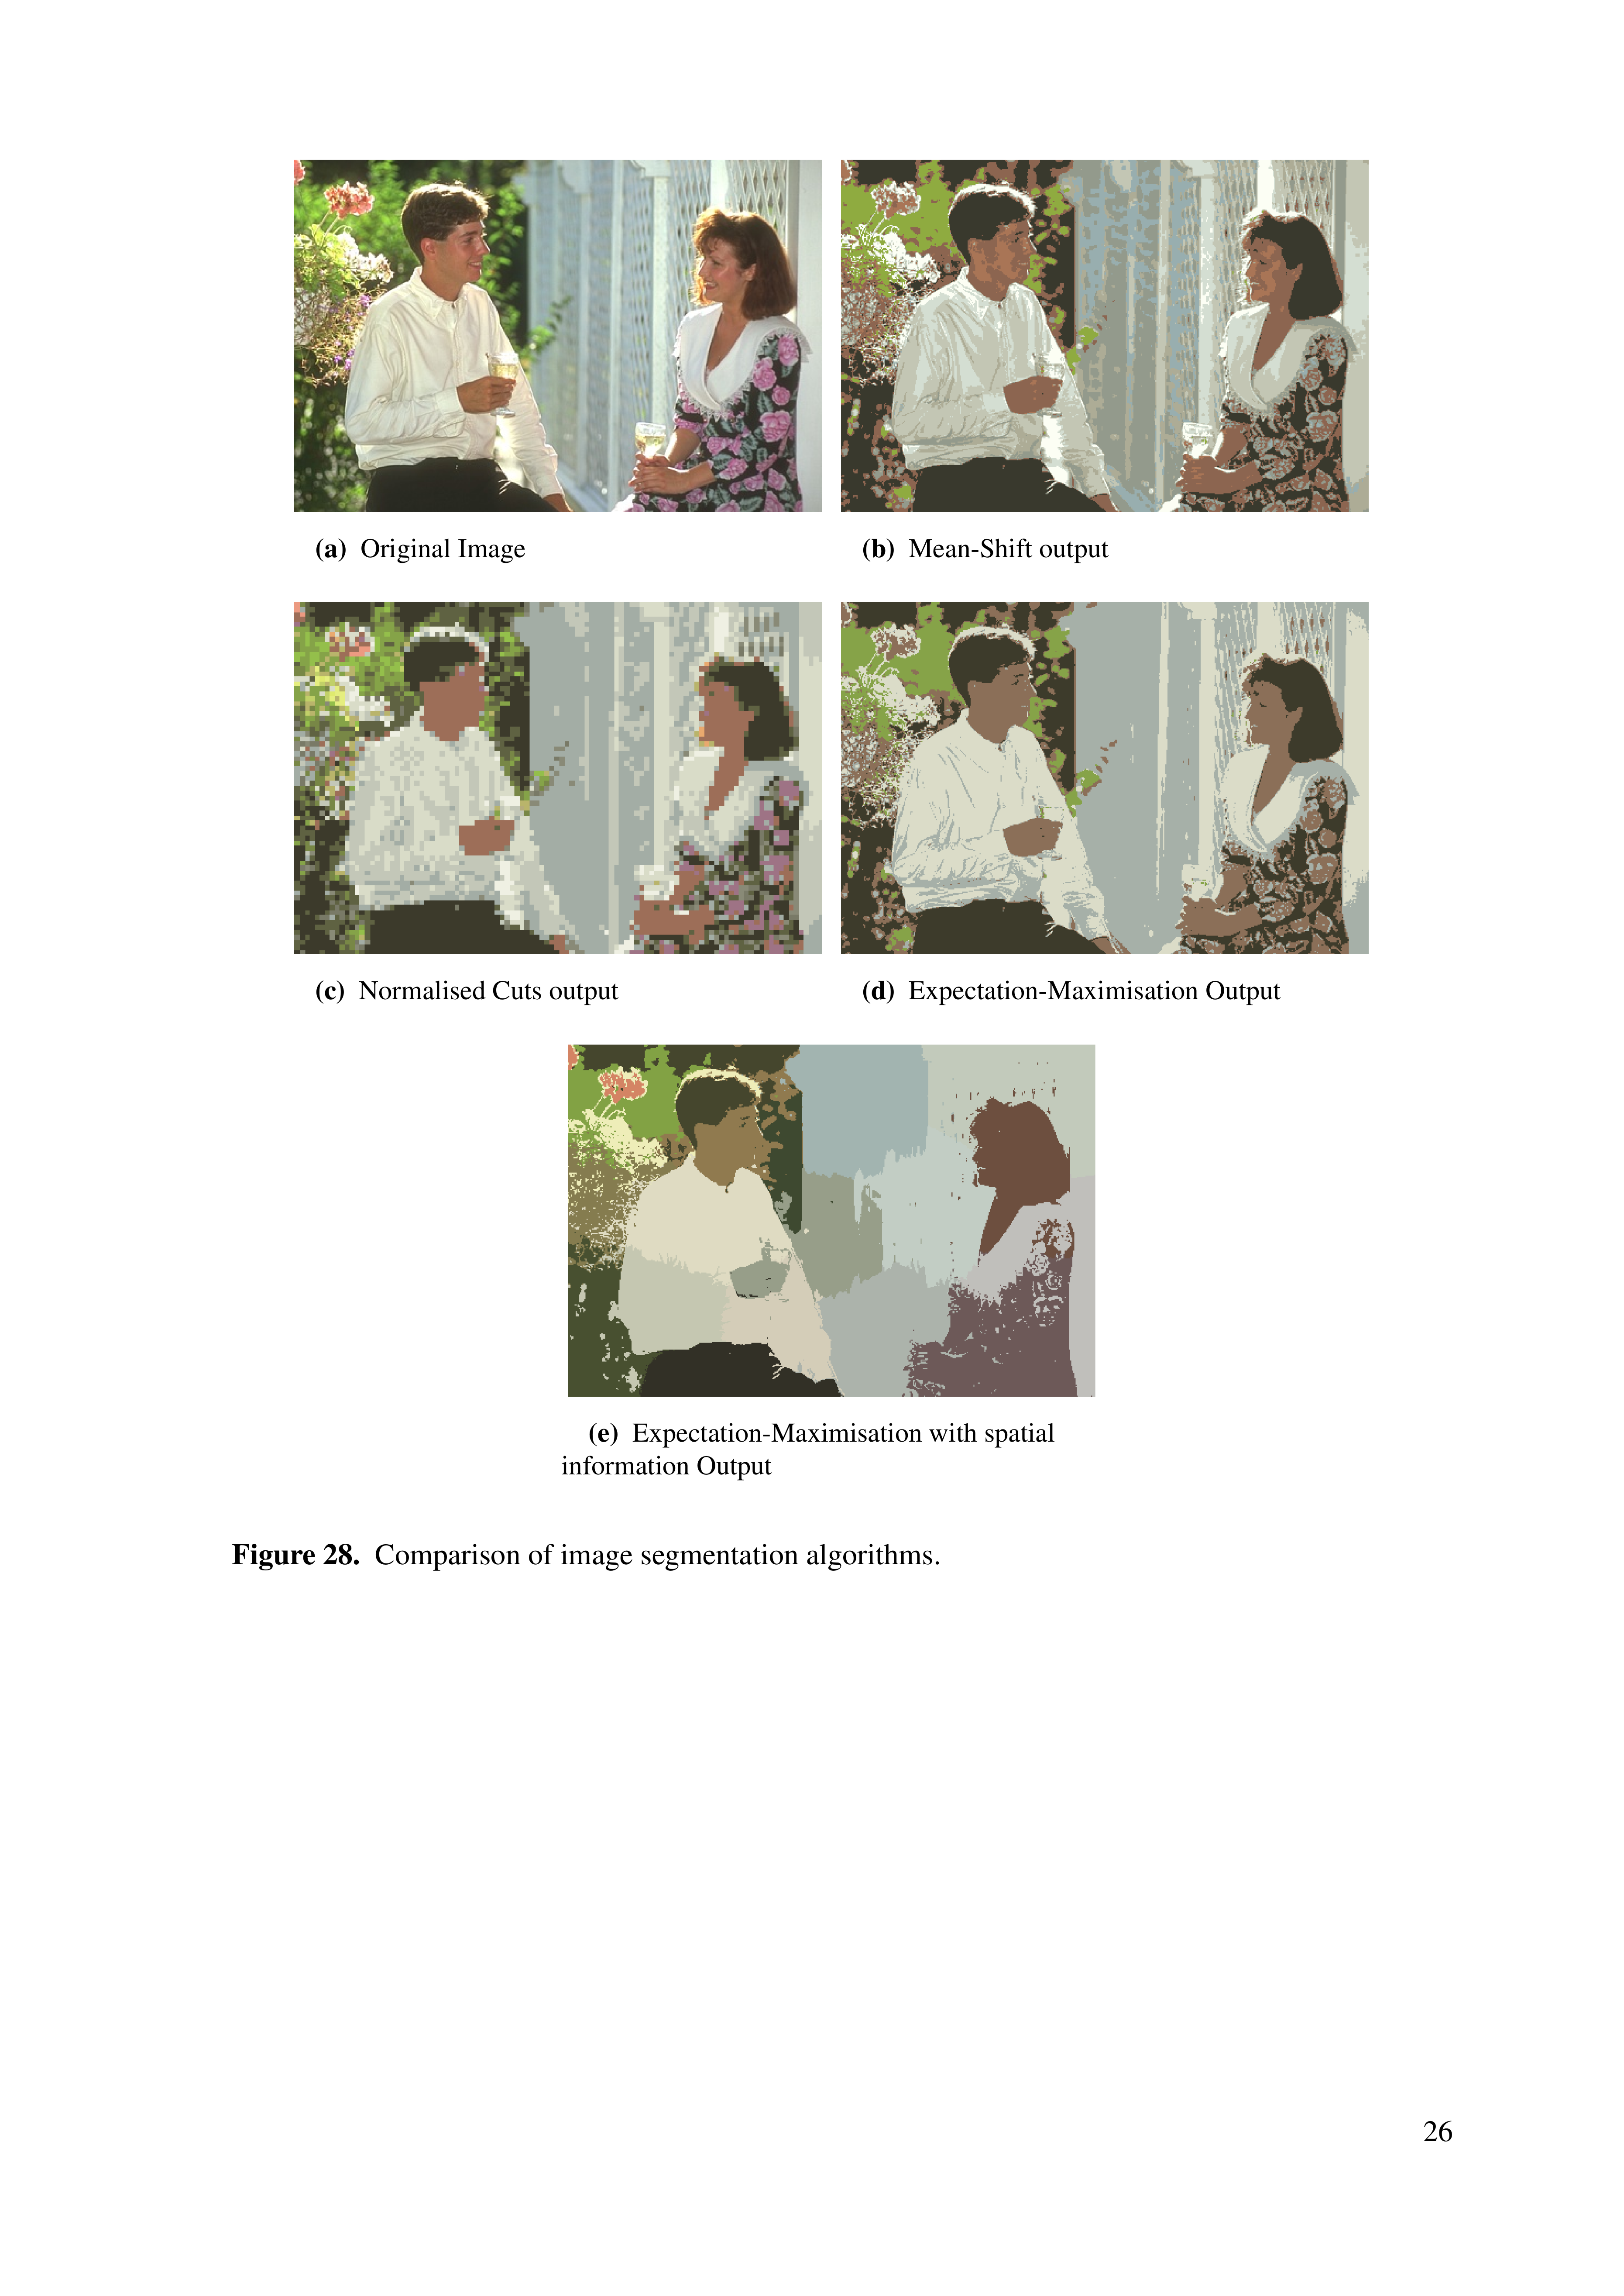 (a) Original Image
(b) Mean-Shift output
(c) Normalised Cuts output
(d) Expectation-Maximisation Output
(e) Expectation-Maximisation with spatial
information Output
Figure 28. Comparison of image segmentation algorithms.
26